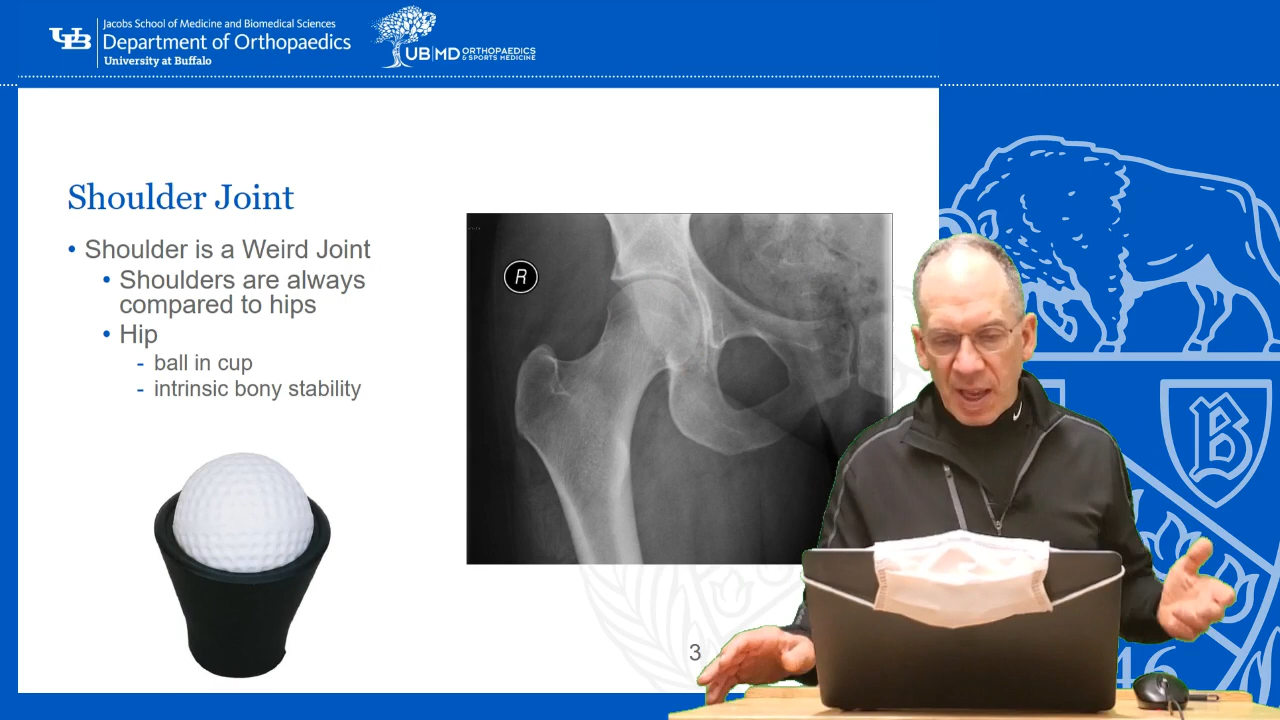 UB
Jacobs School of Medicine and Biomedical Sciences
Department of Orthopaedics
University at Buffalo
UB|MD ORTHOPAEDICS
& SPORTS MEDICINE
Shoulder Joint
• Shoulder is a Weird Joint
• Shoulders are always
compared to hips
• Hip
- ball in cup
- intrinsic bony stability
R
B
3
46